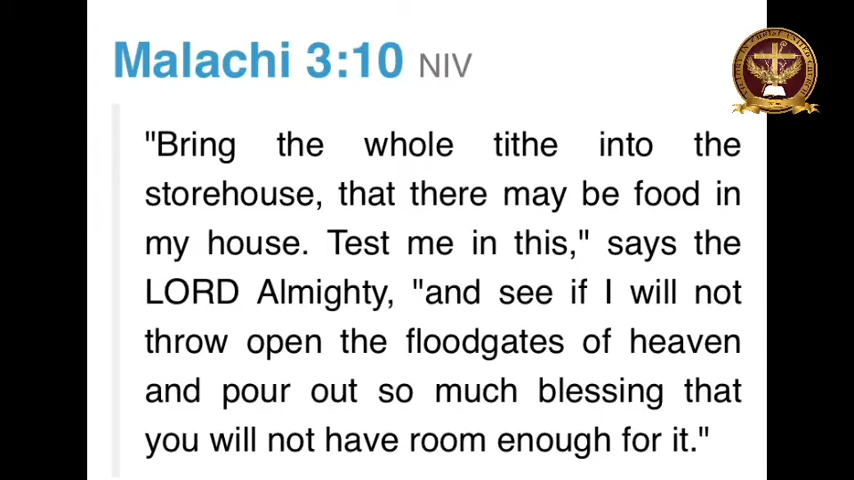 Malachi 3:10 NIV
"Bring the whole tithe into the
storehouse, that there may be food in
my house. Test me in this," says the
LORD Almighty, "and see if I will not
throw open the floodgates of heaven
and pour out so much blessing that
you will not have room enough for it."